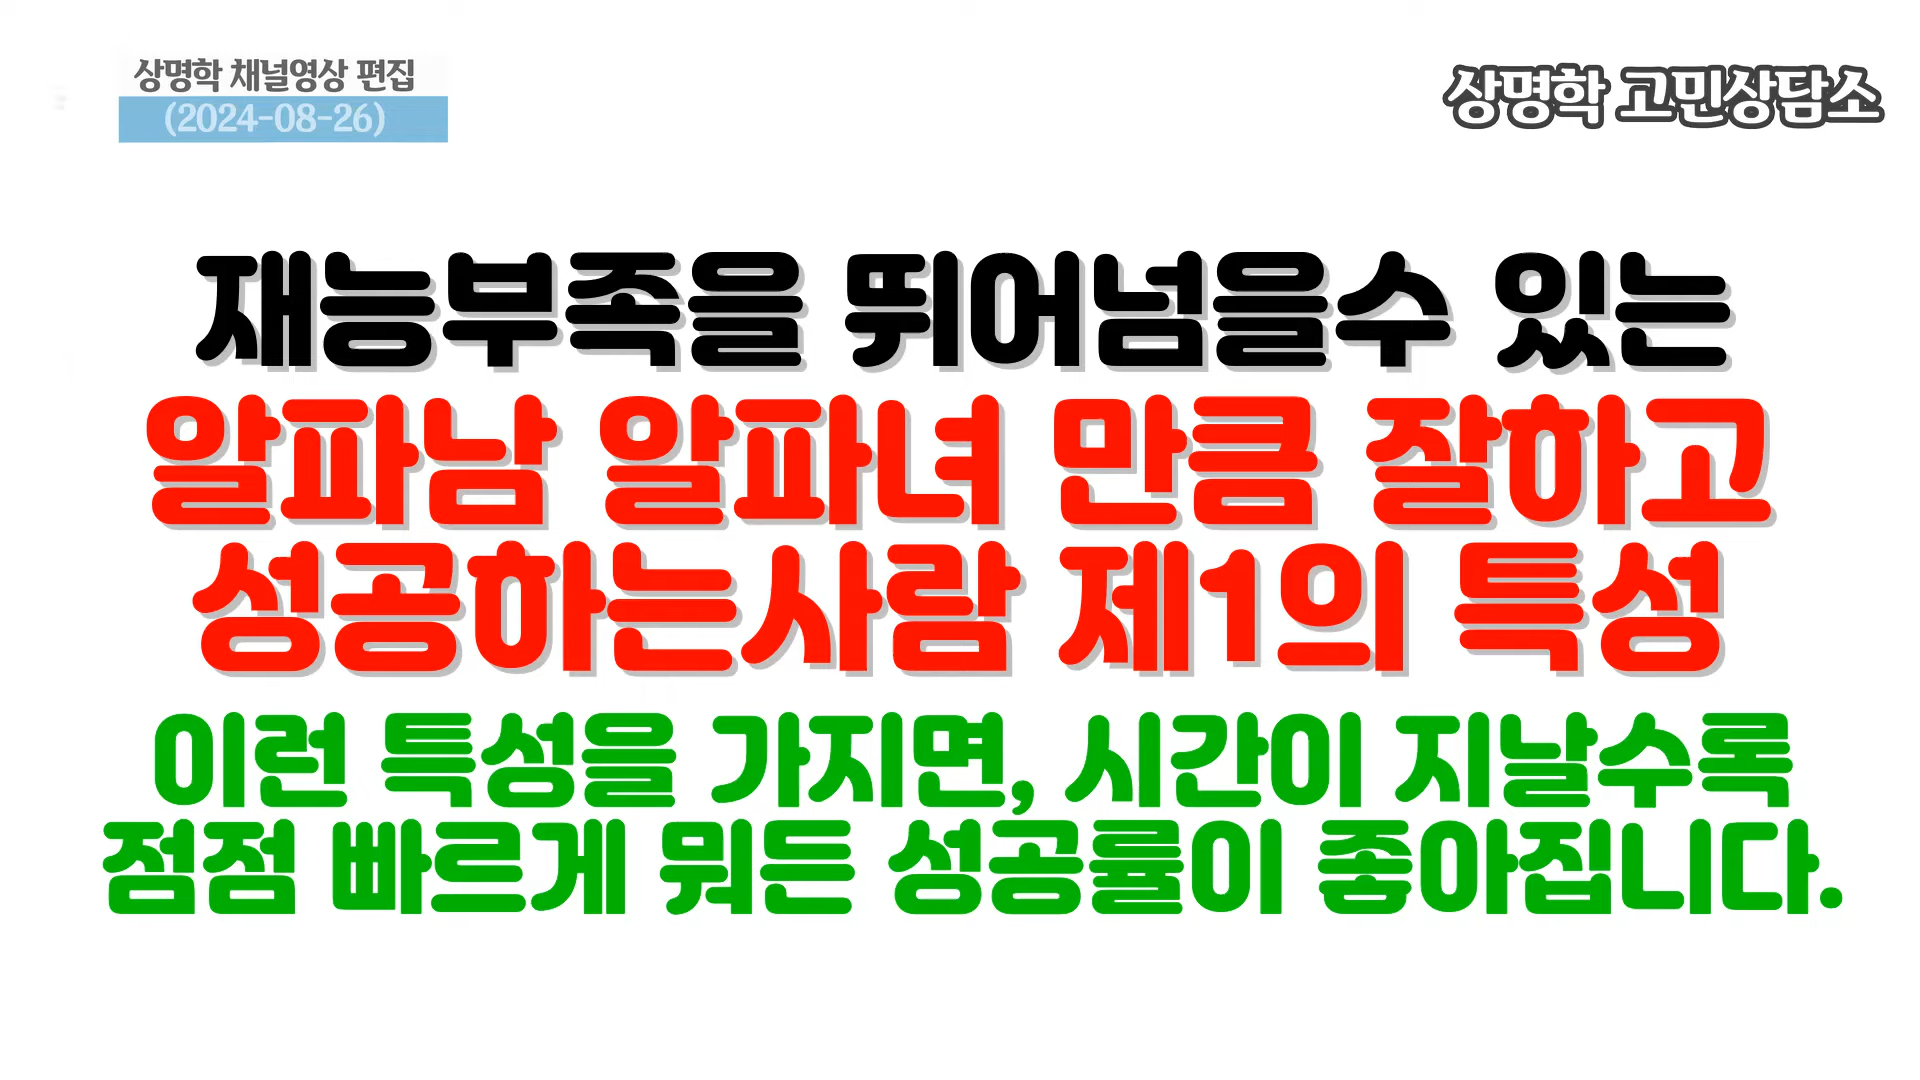 상명학 채널영상 편집
(2024-08-26)
상명학 고민상담소
재능부족을 뛰어넘을수 있는
알파남 알파녀 만큼 잘하고
성공하는사람 제1의 특성
이런 특성을 가지면, 시간이 지날수록
점점 빠르게 뭐든 성공률이 좋아집니다.